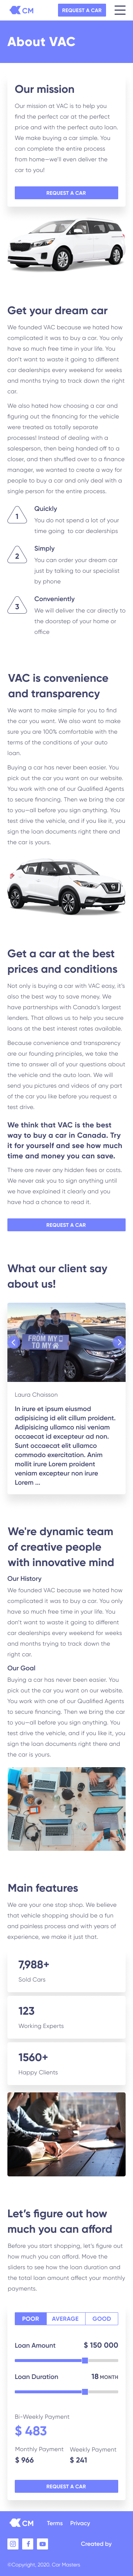 CM
REQUEST A CAR
About VAC
Our mission
Our mission at VAC is to help you
find the perfect car at the perfect
price and with the perfect auto loan.
We make buying a car simple. You
can complete the entire process
from home—we'll even deliver the
car to you!
REQUEST A CAR
Get your dream car
We founded VAC because we hated how
complicated it was to buy a car. You only
have so much free time in your life. You
don't want to waste it going to different
car dealerships every weekend for weeks
and months trying to track down the right
car.
We also hated how choosing a car and
figuring out the financing for the vehicle
were treated as totally separate
processes! Instead of dealing with a
salesperson, then being handed off to a
closer, and then shuffled over to a finance
manager, we wanted to create a way for
people to buy a car and only deal with a
single person for the entire process.
1
Quickly
You do not spend a lot of your
time going to car dealerships
2
Simply
You can order your dream car
just by talking to our specialist
by phone
3
Conveniently
We will deliver the car directly to
the doorstep of your home or
office
VAC is convenience
and transparency
We want to make simple for you to find
the car you want. We also want to make
sure you are 100% comfortable with the
terms of the conditions of your auto
loan.
Buying a car has never been easier. You
pick out the car you want on our website.
You work with one of our Qualified Agents
to secure financing. Then we bring the car
to you—all before you sign anything. You
test drive the vehicle, and if you like it, you
sign the loan documents right there and
the car is yours.
Get a car at the best
prices and conditions
Not only is buying a car with VAC easy, it's
also the best way to save money. We
have partnerships with Canada's largest
lenders. That allows us to help you secure
loans at the best interest rates available.
Because convenience and transparency
are our founding principles, we take the
time to answer all of your questions about
the vehicle and the auto loan. We will
send you pictures and videos of any part
of the car you like before you request a
test drive.
We think that VAC is the best
way to buy a car in Canada. Try
it for yourself and see how much
time and money you can save.
There are never any hidden fees or costs.
We never ask you to sign anything until
we have explained it clearly and you
have had a chance to read it.
REQUEST A CAR
What our client say
about us!
FROM MY
TO MY
Laura Chaisson
In irure et ipsum eiusmod
adipisicing id elit cillum proident.
Adipisicing ullamca nisi veniam
occaecat id excepteur ad non.
Sunt occaecat elit ullamco
commodo exercitation. Anim
mollit irure Lorem proident
veniam excepteur non irure
Lorem ...
We're dynamic team
of creative people
with innovative mind
Our History
We founded VAC because we hated how
complicated it was to buy a car. You only
have so much free time in your life. You
don't want to waste it going to different
car dealerships every weekend for weeks
and months trying to track down the
right car.
Our Goal
Buying a car has never been easier. You
pick out the car you want on our website.
You work with one of our Qualified Agents
to secure financing. Then we bring the car
to you—all before you sign anything. You
test drive the vehicle, and if you like it, you
sign the loan documents right there and
the car is yours.
Main features
We are your one stop shop. We believe
that vehicle shopping should be a fun
and painless process and with years of
experience, we make it just that.
7,988+
Sold Cars
123
Working Experts
1560+
Happy Clients
Let's figure out how
much you can afford
Before you start shopping, let's figure out
how much you can afford. Move the
sliders to see how the loan duration and
the total loan amount affect your monthly
payments.
POOR AVERAGE GOOD
Loan Amount $ 150 000
Loan Duration 18 MONTH
Bi-Weekly Payment
$ 483
Monthly Payment Weekly Payment
$ 966 $ 241
REQUEST A CAR
CM Terms Privacy
Created by
©Copyright, 2020. Car Masters